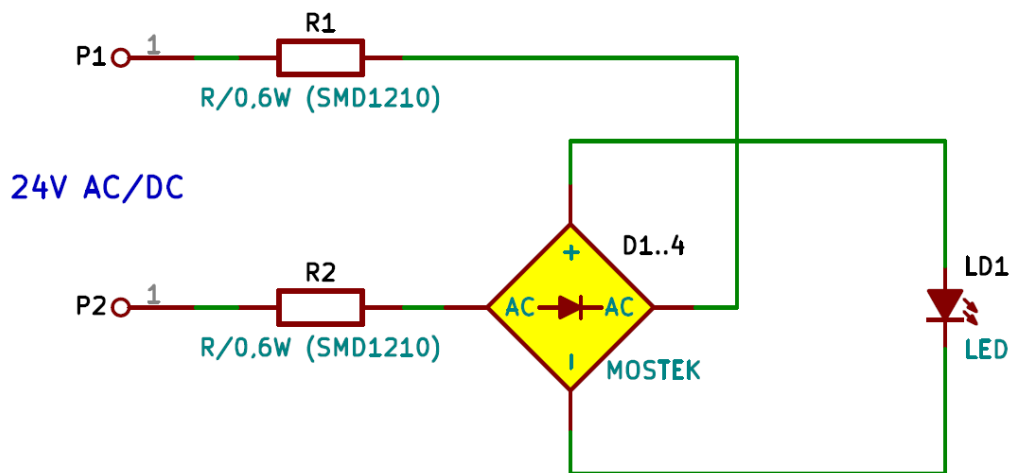 R1
P1 1
R/0,6W (SMD1210)
24V AC/DC
+
D1..4
R2
LD1
P2 1
AC AC
R/0,6W (SMD1210)
LED
–
MOSTEK